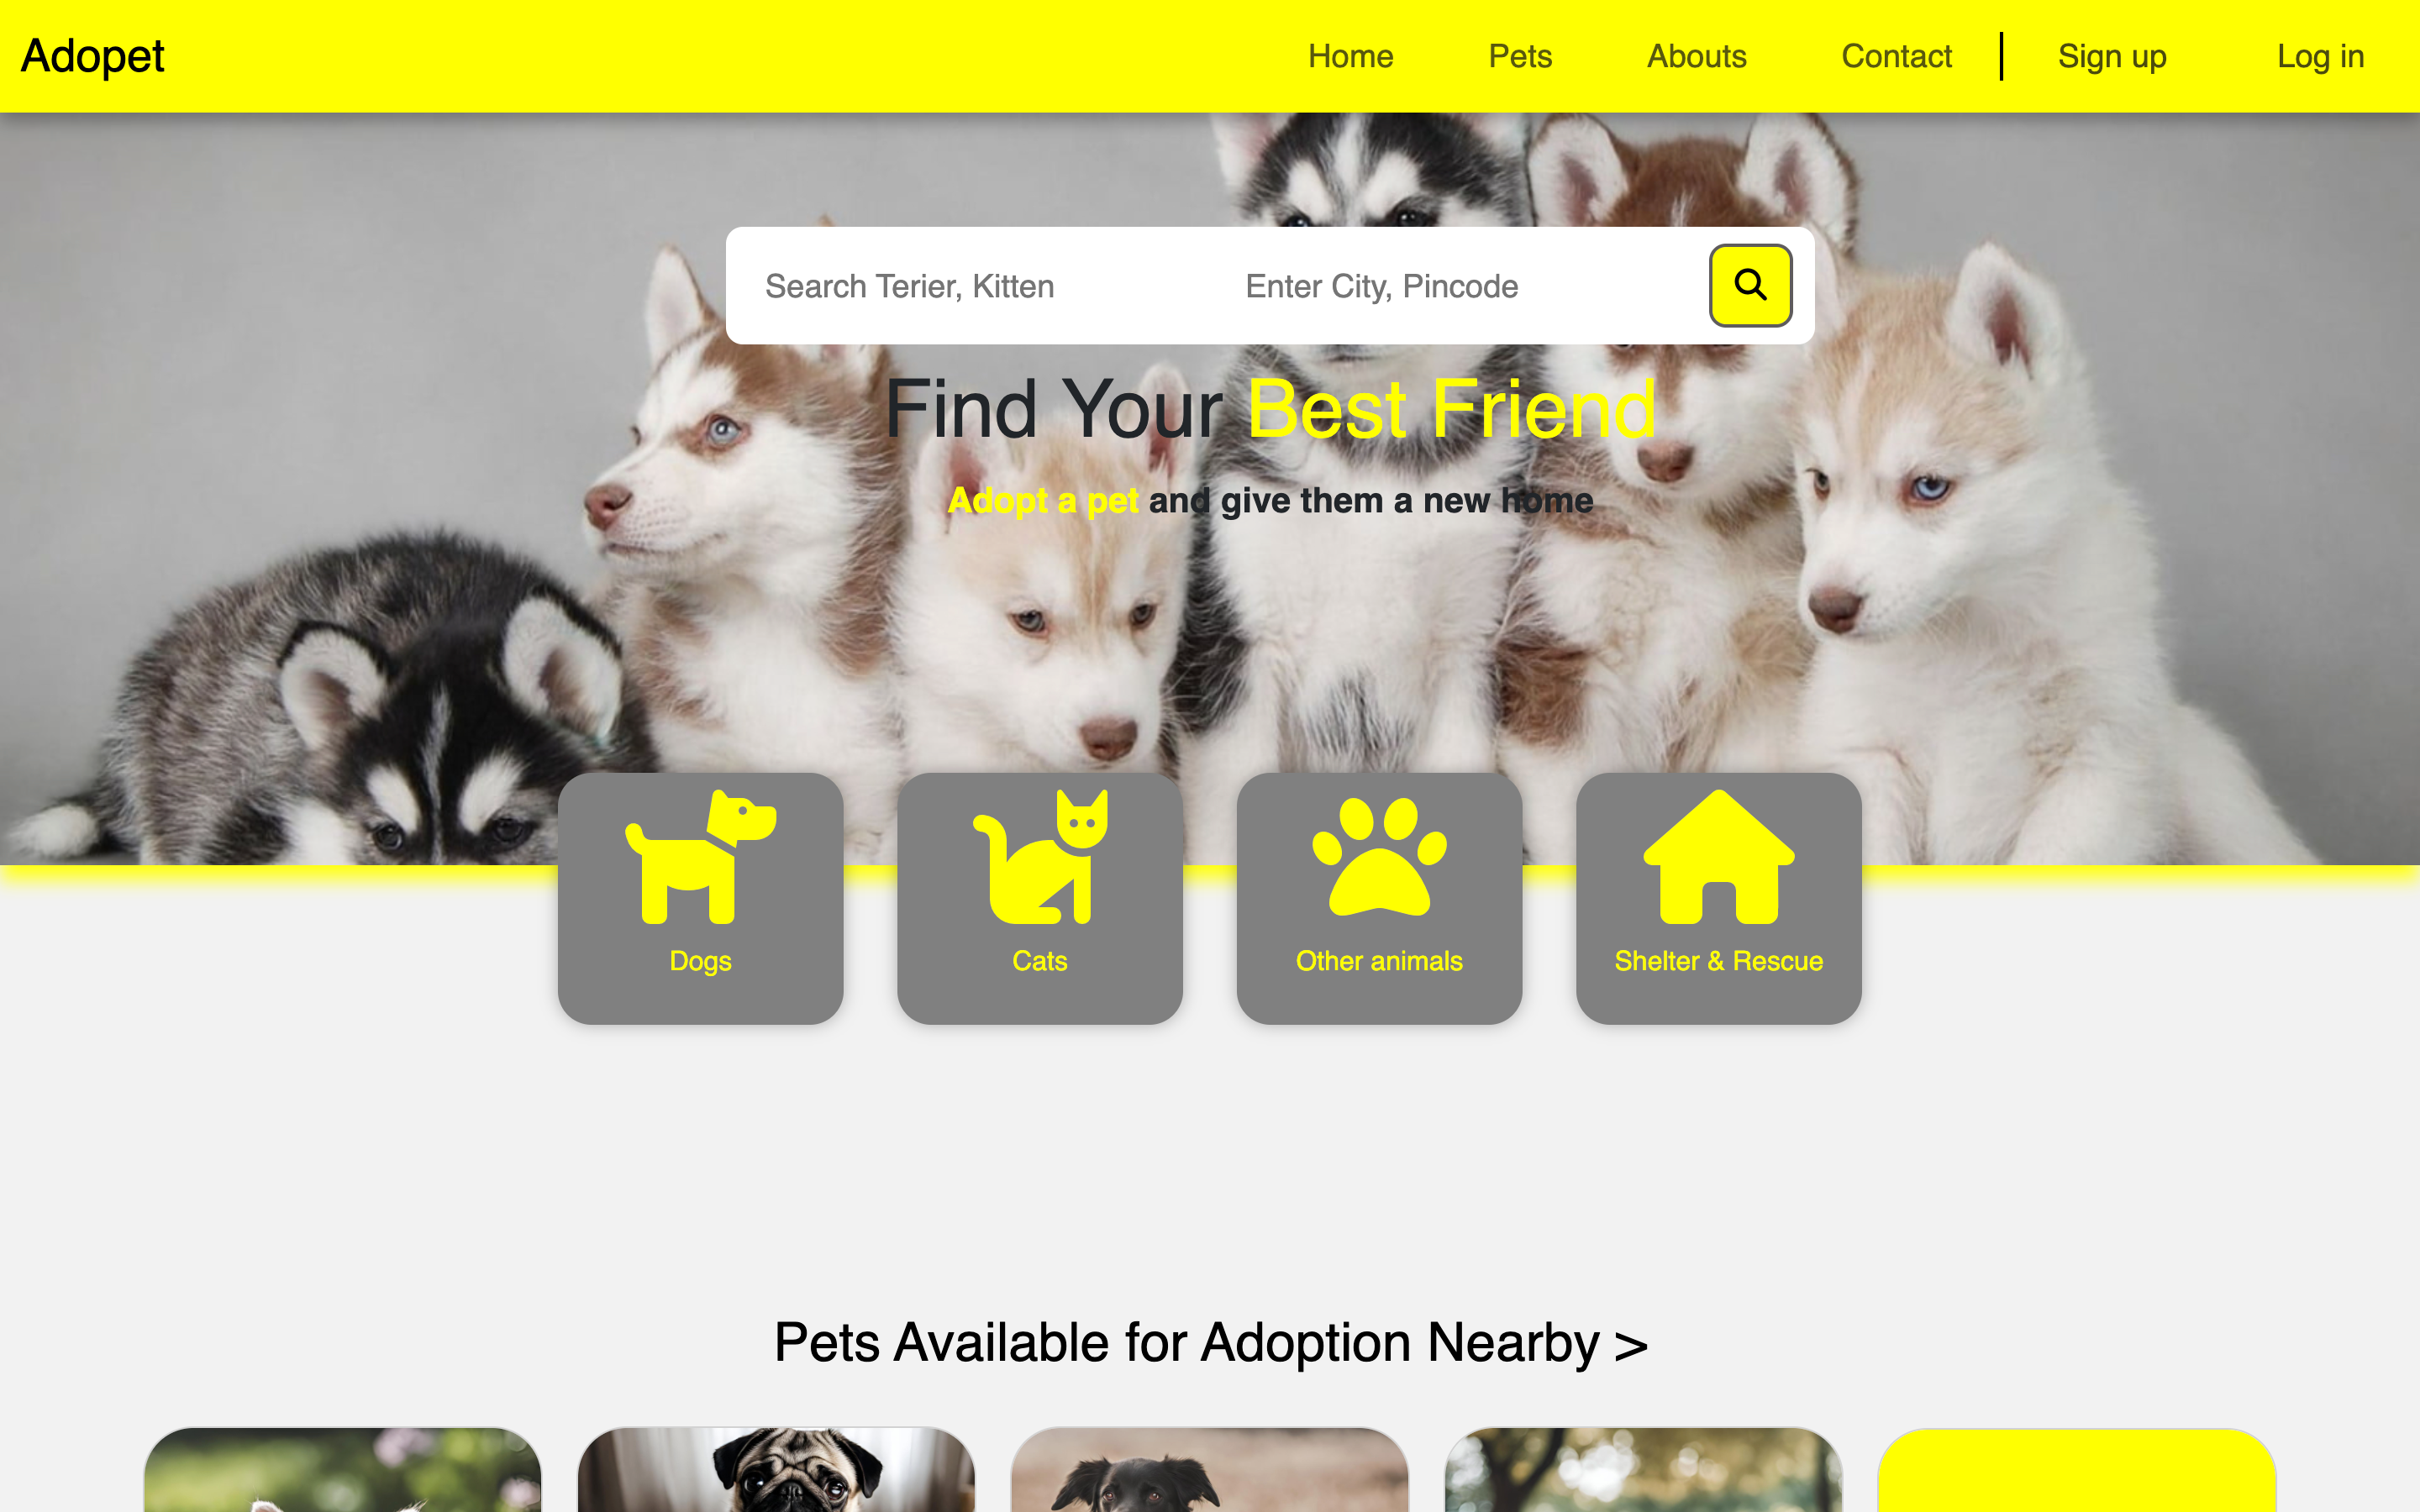 Adopet
Home Pets Abouts Contact Sign up Log in
Search Terier, Kitten Enter City, Pincode
Find Your Best Friend
Adopt a pet and give them a new home
Dogs Cats Other animals Shelter & Rescue
Pets Available for Adoption Nearby >